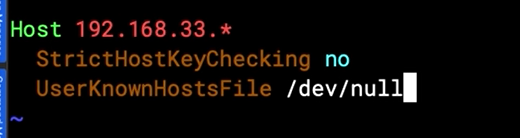 Host 192.168.33.*
  StrictHostKeyChecking no
  UserKnownHostsFile /dev/null
~